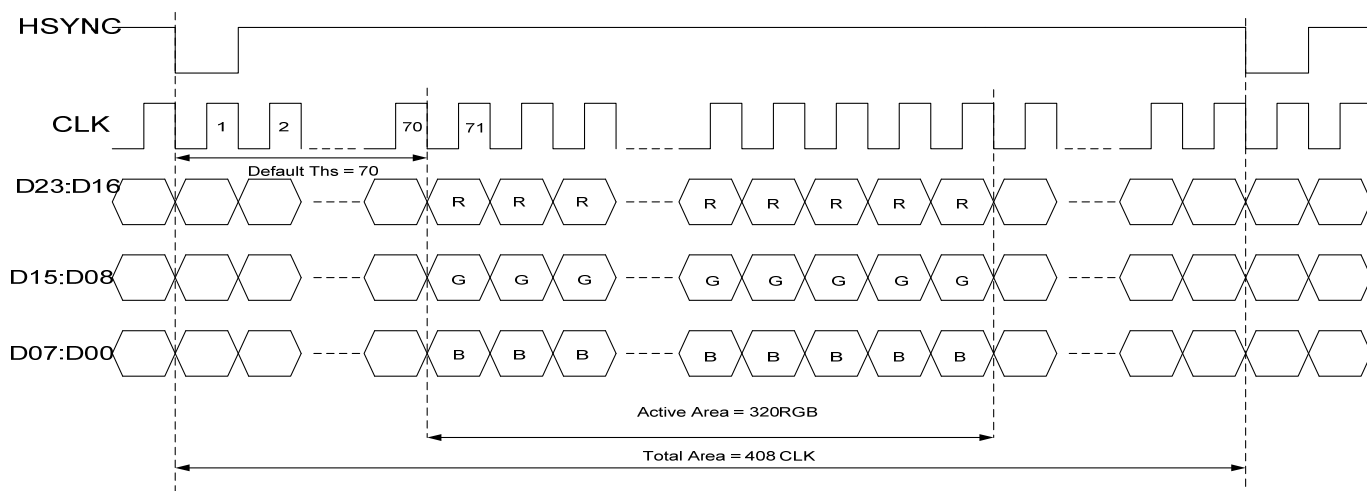 HSYNC
CLK
1 2 70 71
Default Ths = 70
D23:D16
R R R R R R R R
D15:D08
G G G G G G G G
D07:D00
B B B B B B B B
Active Area = 320RGB
Total Area = 408 CLK